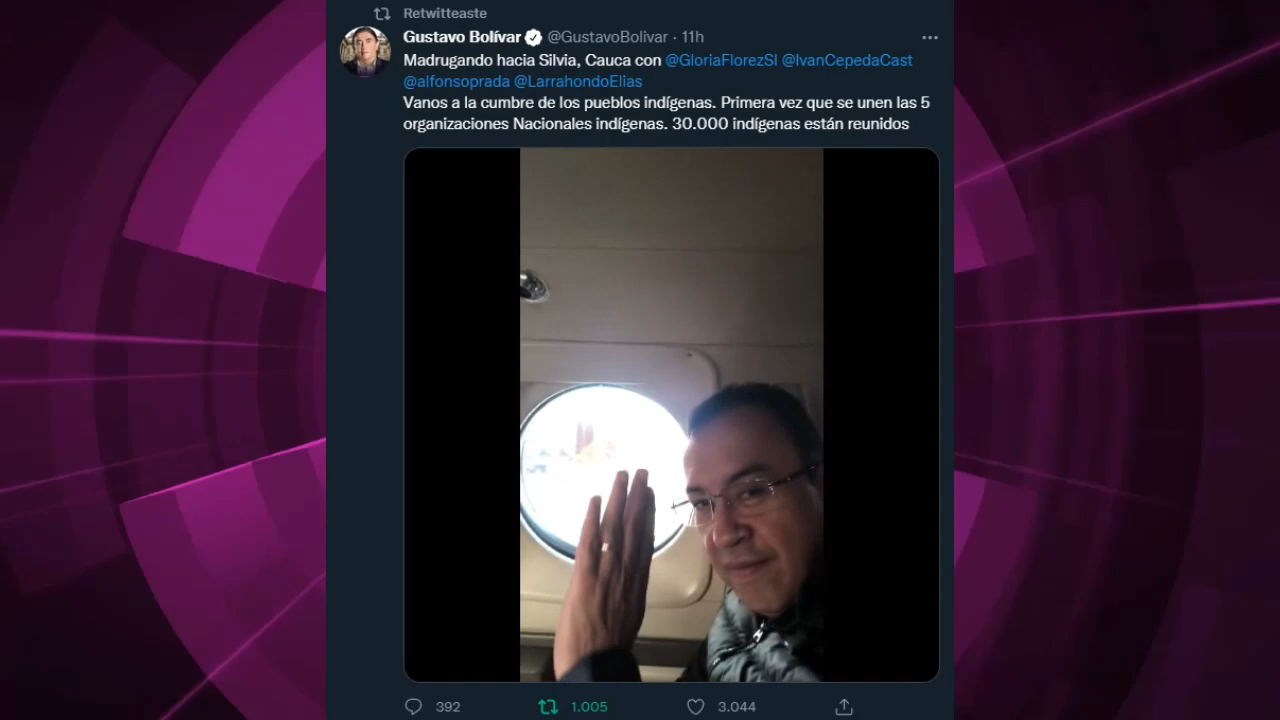 Retwitteaste
Gustavo Bolívar @GustavoBolivar · 11h
Madrugando hacia Silvia, Cauca con @GloriaFlorezSI @IvanCepedaCast
@alfonsoprada @LarrahondoElias
Vanos a la cumbre de los pueblos indígenas. Primera vez que se unen las 5
organizaciones Nacionales indígenas. 30.000 indígenas están reunidos
392 1.005 3.044